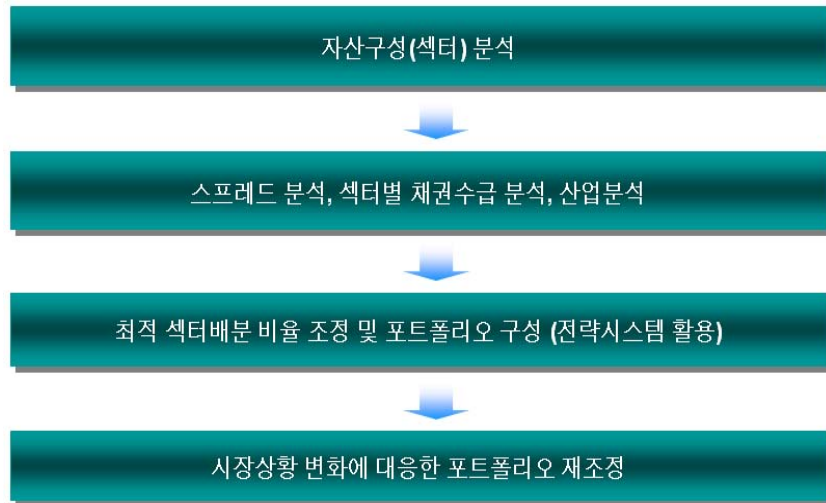 자산구성(섹터) 분석
스프레드 분석, 섹터별 채권수급 분석, 산업분석
최적 섹터배분 비율 조정 및 포트폴리오 구성 (전략시스템 활용)
시장상황 변화에 대응한 포트폴리오 재조정